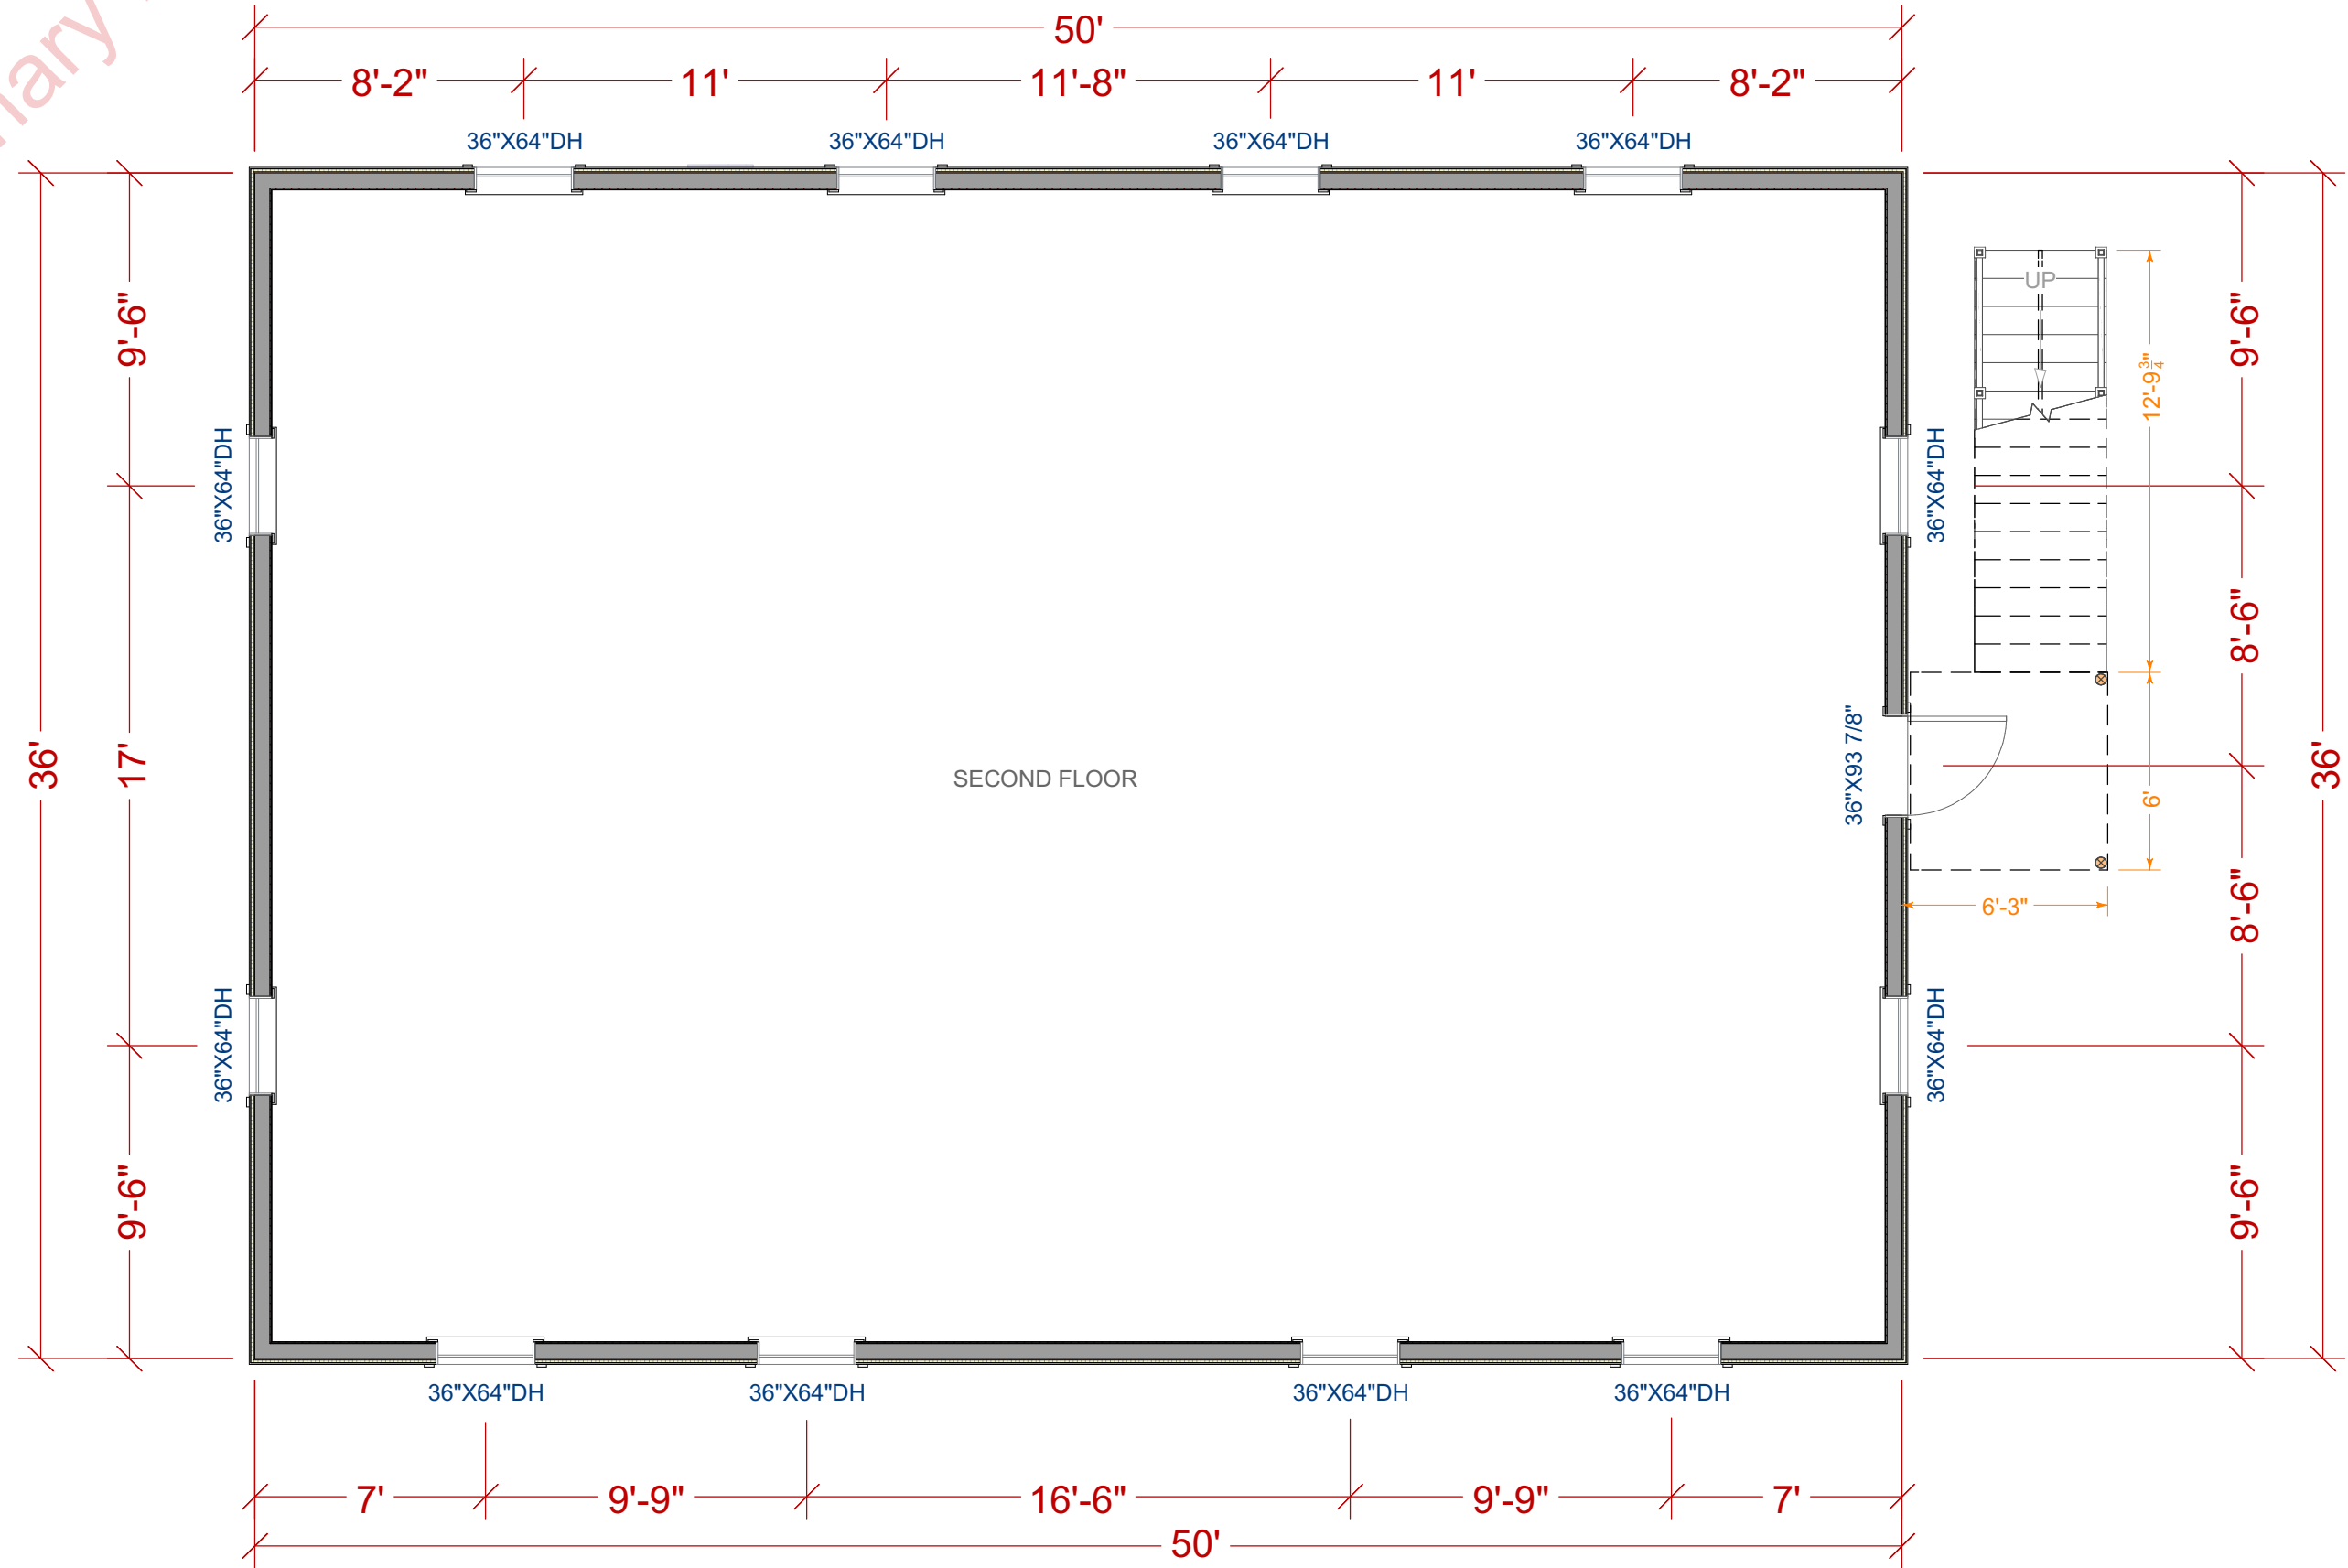 50'
8'-2" 11' 11'-8" 11' 8'-2"
36"X64"DH 36"X64"DH 36"X64"DH 36"X64"DH
UP
9'-6"
9'-6"
12'-9 3/4"
36"X64"DH
36"X64"DH
8'-6"
36'
17'
SECOND FLOOR
36"X93 7/8"
6'
36'
6'-3"
8'-6"
36"X64"DH
36"X64"DH
9'-6"
9'-6"
36"X64"DH 36"X64"DH 36"X64"DH 36"X64"DH
7' 9'-9" 16'-6" 9'-9" 7'
50'